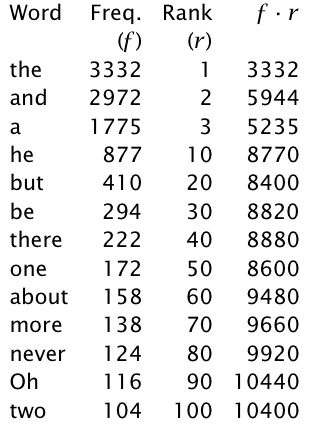 Word Freq. Rank f · r
(f) (r)
the 3332 1 3332
and 2972 2 5944
a 1775 3 5235
he 877 10 8770
but 410 20 8400
be 294 30 8820
there 222 40 8880
one 172 50 8600
about 158 60 9480
more 138 70 9660
never 124 80 9920
Oh 116 90 10440
two 104 100 10400